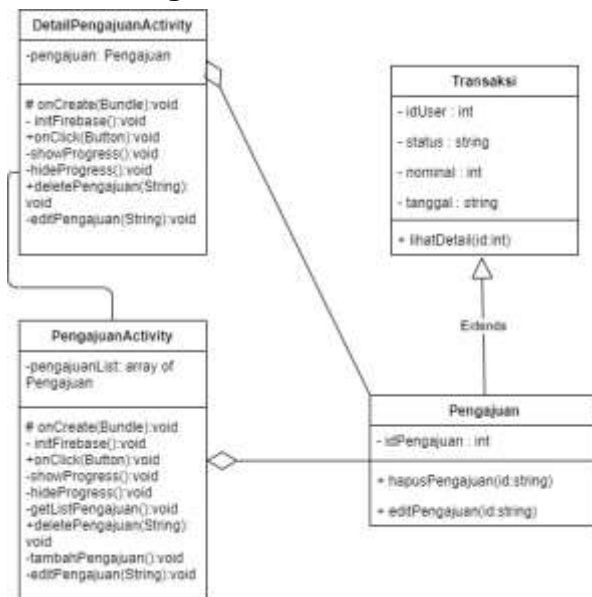 DetailPengajuanActivity
-pengajuan: Pengajuan
# onCreate(Bundle):void
- initFirebase():void
+onClick(Button):void
-showProgress():void
-hideProgress():void
+deletePengajuan(String):
void
-editPengajuan(String):void
Transaksi
- idUser : int
- status : string
- nominal : int
- tanggal : string
+ lihatDetail(id:int)
Extends
PengajuanActivity
-pengajuanList: array of
Pengajuan
# onCreate(Bundle):void
- initFirebase():void
+onClick(Button):void
-showProgress():void
-hideProgress():void
-getListPengajuan():void
+deletePengajuan(String):
void
-tambahPengajuan():void
-editPengajuan(String):void
Pengajuan
- idPengajuan : int
+ hapusPengajuan(id:string)
+ editPengajuan(id:string)